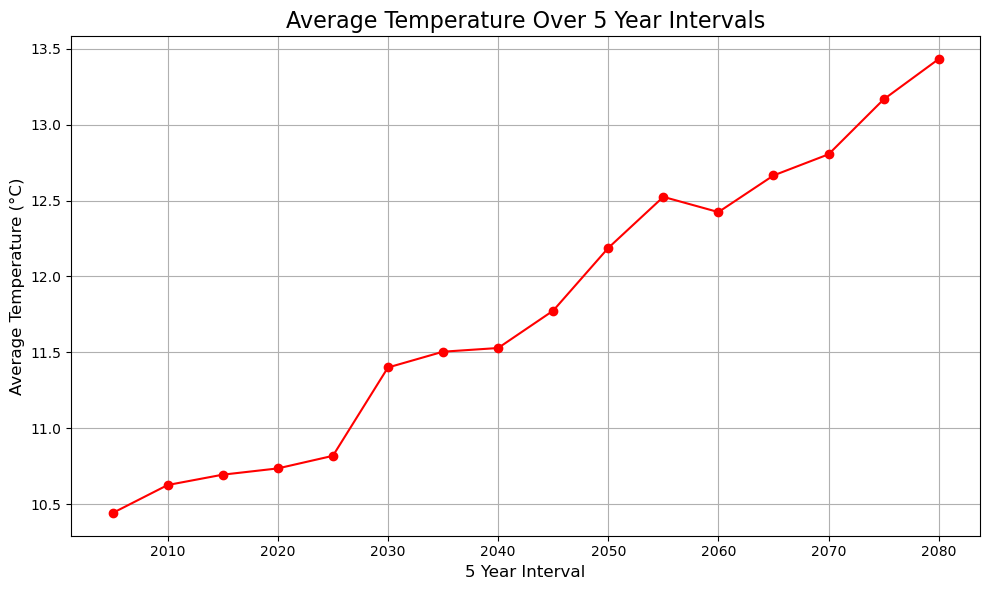 Average Temperature Over 5 Year Intervals
13.5
13.0
12.5
12.0
11.5
11.0
10.5
Average Temperature (°C)
2010 2020 2030 2040 2050 2060 2070 2080
5 Year Interval